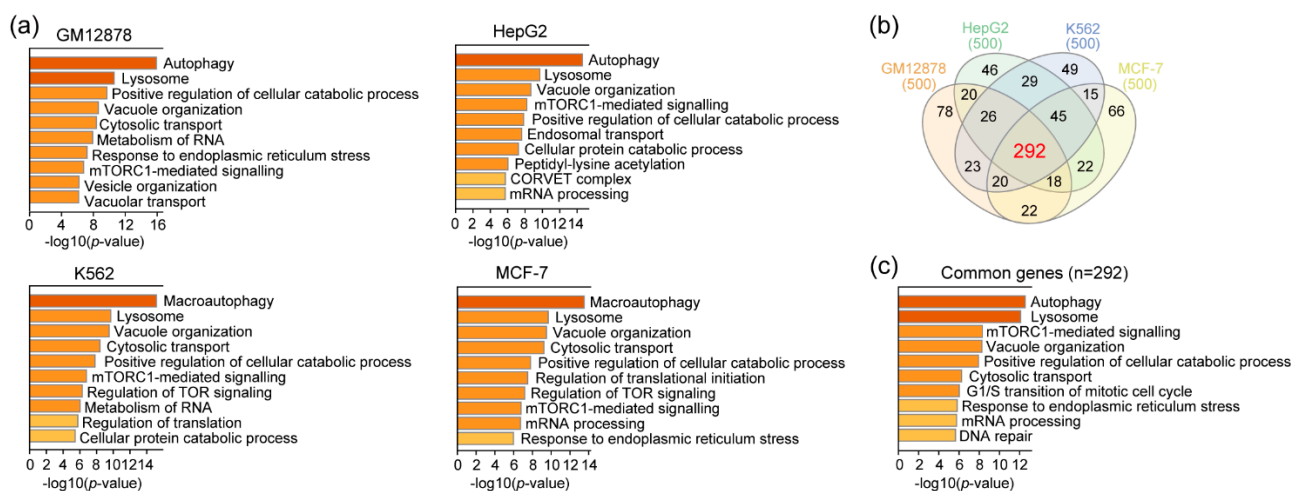 (a)
GM12878
Autophagy
Lysosome
Positive regulation of cellular catabolic process
Vacuole organization
Cytosolic transport
Metabolism of RNA
Response to endoplasmic reticulum stress
mTORC1-mediated signalling
Vesicle organization
Vacuolar transport
0 4 8 12 16
-log10(p-value)
HepG2
Autophagy
Lysosome
Vacuole organization
mTORC1-mediated signalling
Positive regulation of cellular catabolic process
Endosomal transport
Cellular protein catabolic process
Peptidyl-lysine acetylation
CORVET complex
mRNA processing
0 2 4 6 8 10 12 14
-log10(p-value)
(b)
HepG2
(500)
K562
(500)
GM12878
(500)
MCF-7
(500)
46
49
29
20
15
78
26
45
66
292
23
22
20
18
22
K562
Macroautophagy
Lysosome
Vacuole organization
Cytosolic transport
Positive regulation of cellular catabolic process
mTORC1-mediated signalling
Regulation of TOR signaling
Metabolism of RNA
Regulation of translation
Cellular protein catabolic process
0 2 4 6 8 10 12 14
-log10(p-value)
MCF-7
Macroautophagy
Lysosome
Vacuole organization
Cytosolic transport
Positive regulation of cellular catabolic process
Regulation of translational initiation
Regulation of TOR signaling
mTORC1-mediated signalling
mRNA processing
Response to endoplasmic reticulum stress
0 2 4 6 8 10 12 14
-log10(p-value)
(c)
Common genes (n=292)
Autophagy
Lysosome
mTORC1-mediated signalling
Vacuole organization
Positive regulation of cellular catabolic process
Cytosolic transport
G1/S transition of mitotic cell cycle
Response to endoplasmic reticulum stress
mRNA processing
DNA repair
0 2 4 6 8 10 12
-log10(p-value)